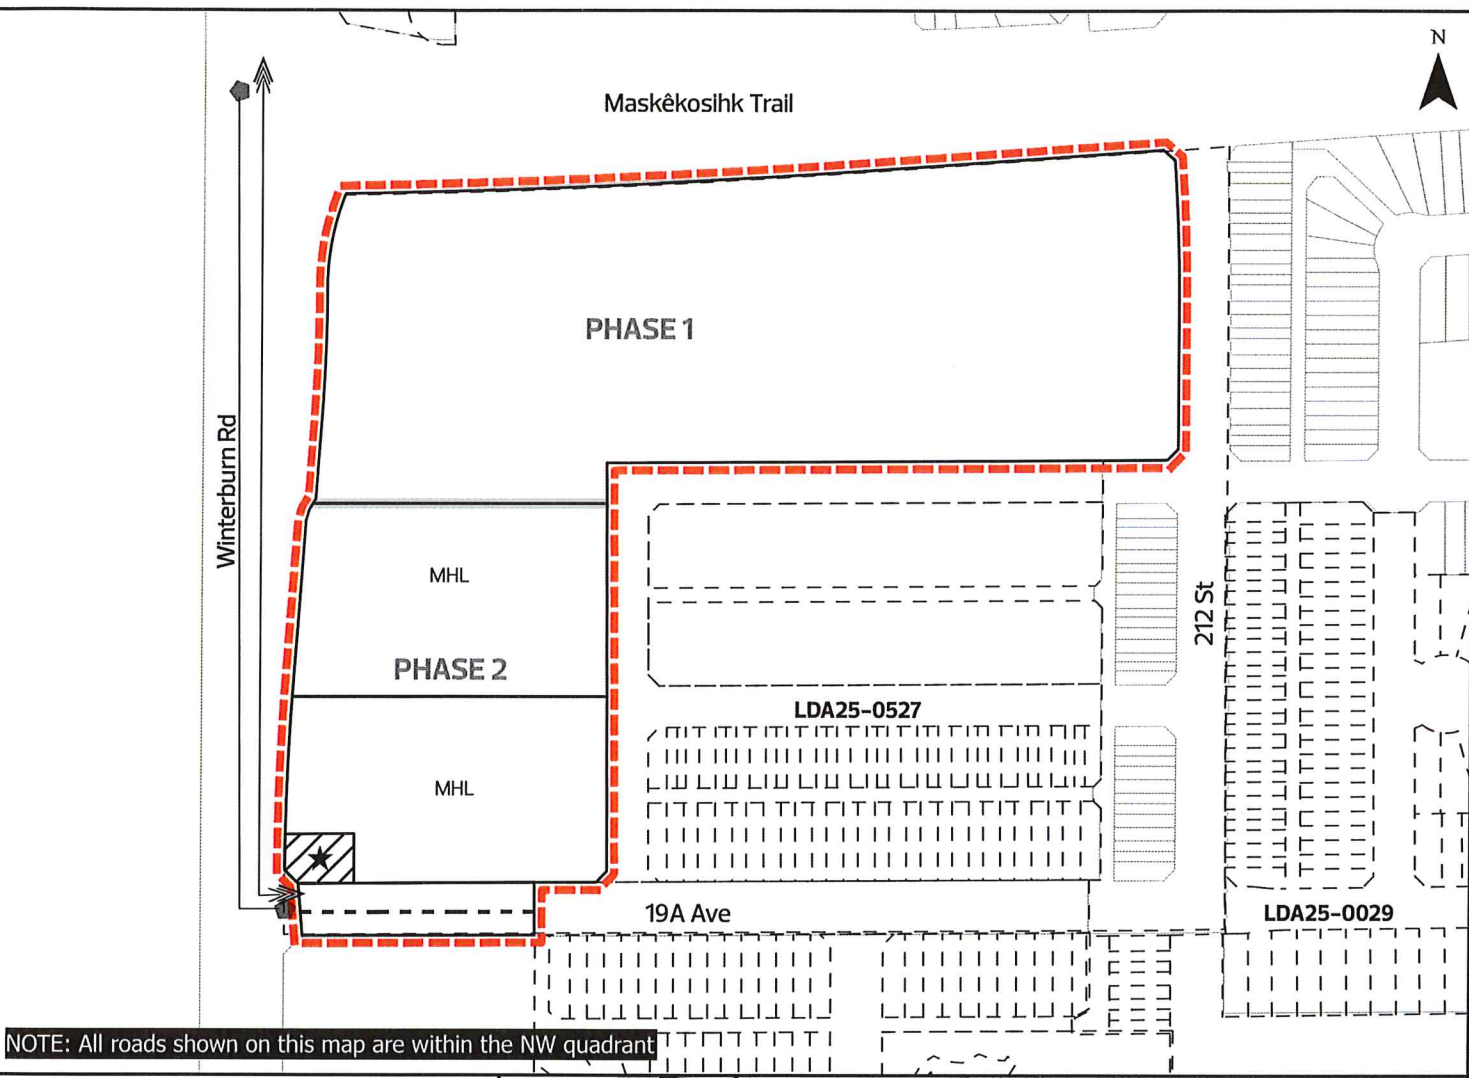 N
Maskêkosihk Trail
PHASE 1
Winterburn Rd
MHL
PHASE 2
212 St
LDA25-0527
MHL
19A Ave
LDA25-0029
NOTE: All roads shown on this map are within the NW quadrant